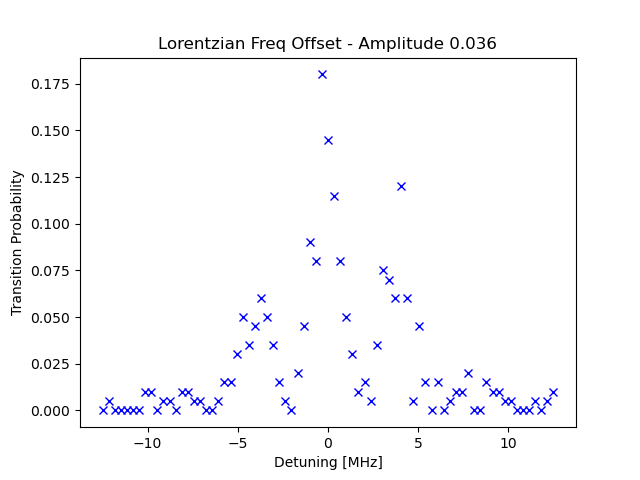 Lorentzian Freq Offset - Amplitude 0.036
0.175
0.150
0.125
0.100
0.075
0.050
0.025
0.000
Transition Probability
−10 −5 0 5 10
Detuning [MHz]